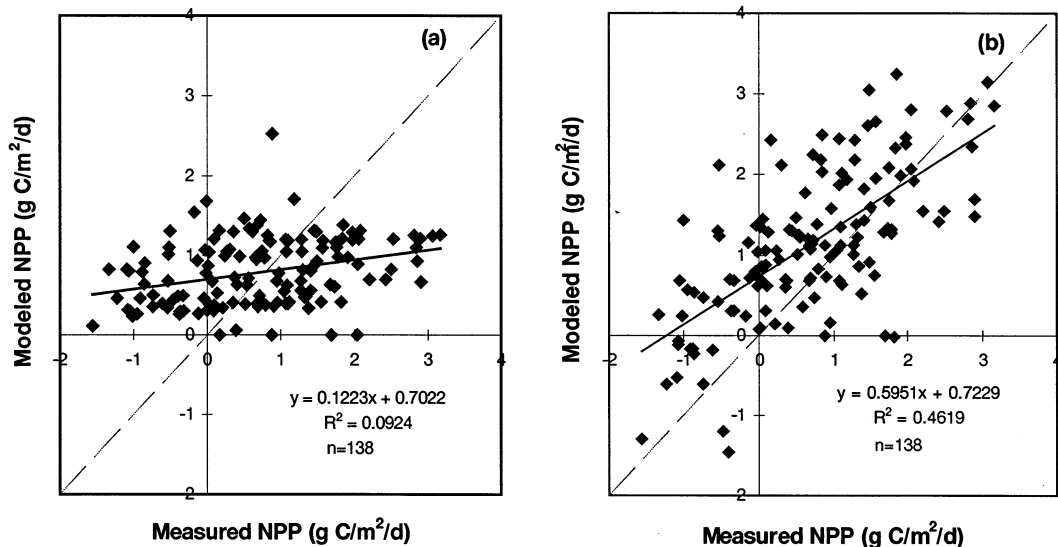 (a)
4
3
2
1
0
-1
2
-2 -1 0 1 2 3 4
y = 0.1223x + 0.7022
R² = 0.0924
n=138
Modeled NPP (g C/m²/d)
Measured NPP (g C/m²/d)
(b)
4
3
2
1
0
-1
2
-2 -1 0 1 2 3 4
y = 0.5951x + 0.7229
R² = 0.4619
n=138
Modeled NPP (g C/m²/d)
Measured NPP (g C/m²/d)